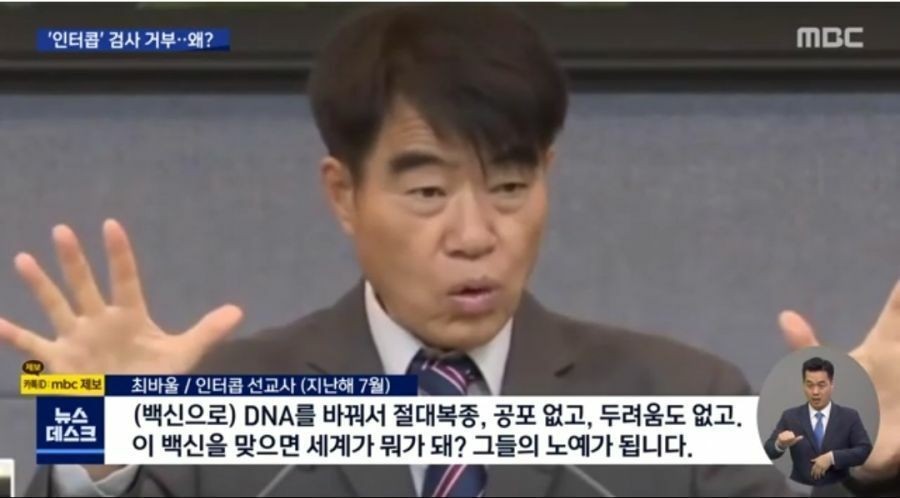 '인터콥' 검사 거부··왜?
MBC
제보
카톡ID:mbc 제보
최바울 / 인터콥 선교사 (지난해 7월)
뉴스
데스크
(백신으로) DNA를 바꿔서 절대복종, 공포 없고, 두려움도 없고.
이 백신을 맞으면 세계가 뭐가 돼? 그들의 노예가 됩니다.